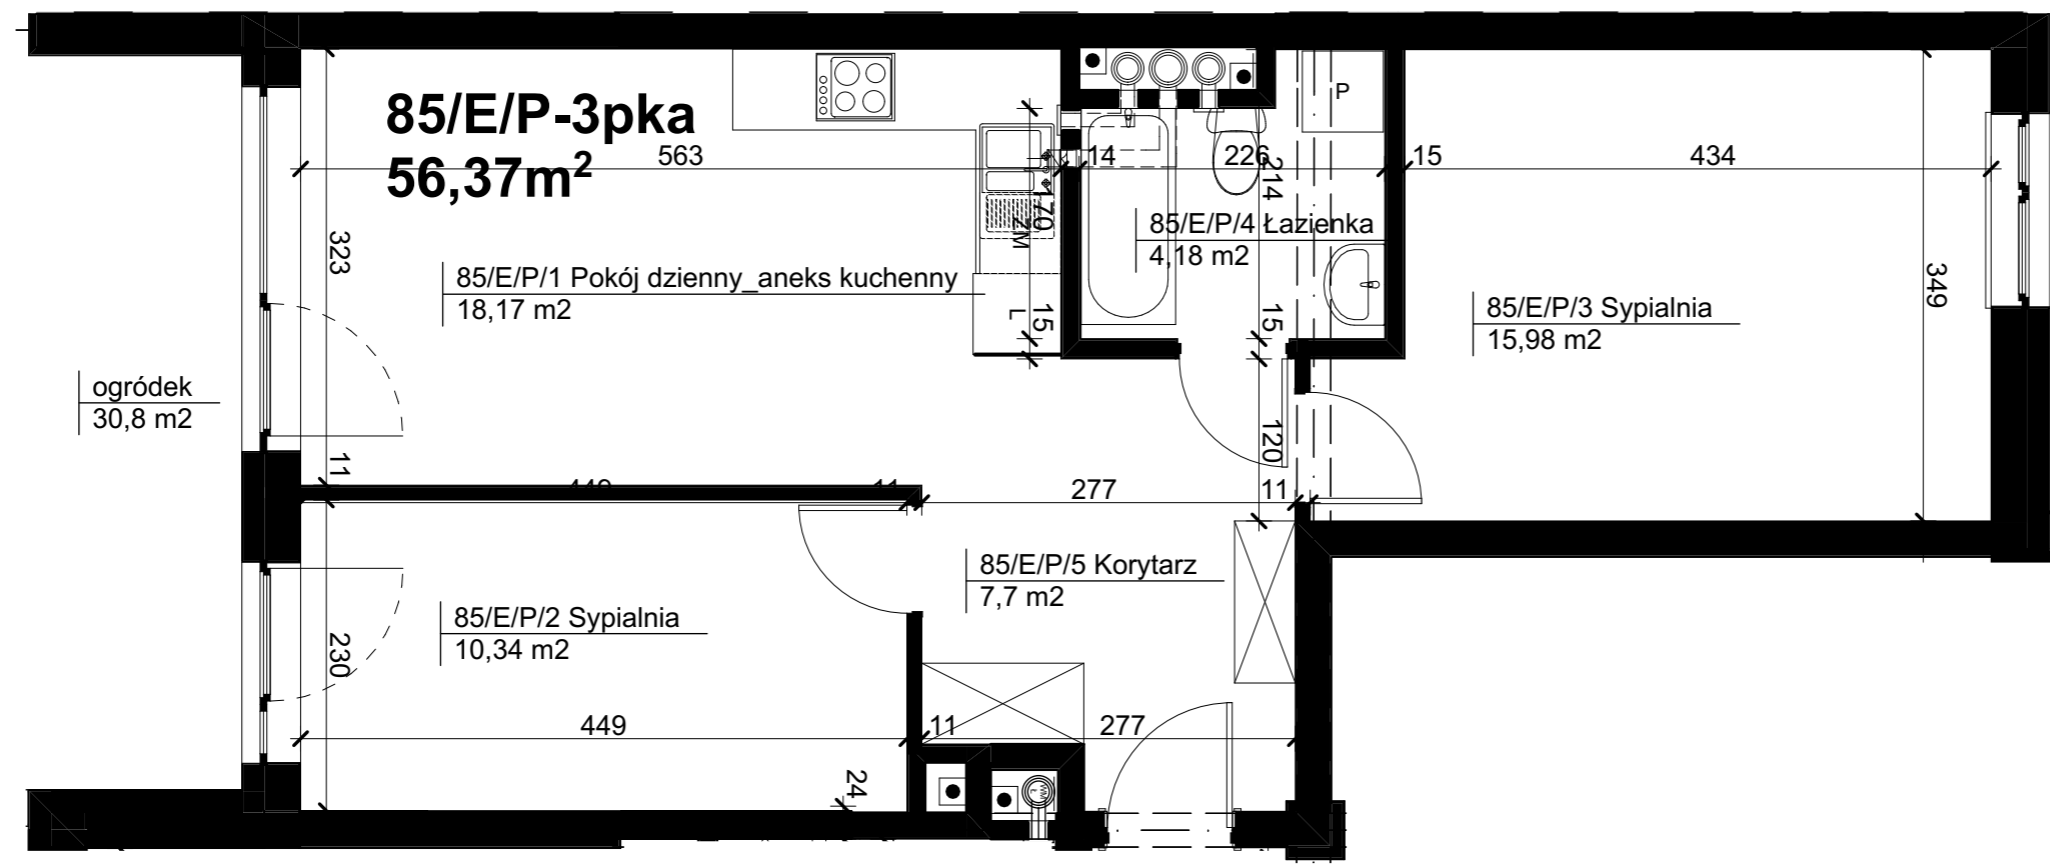 85/E/P-3pka
56,37m²
P
563
14
226
15
434
214
170
ZM
323
85/E/P/4 Łazienka
4,18 m2
85/E/P/1 Pokój dzienny_aneks kuchenny
18,17 m2
349
85/E/P/3 Sypialnia
15,98 m2
15
L
15
ogródek
30,8 m2
120
11
449
11
277
11
85/E/P/5 Korytarz
7,7 m2
85/E/P/2 Sypialnia
10,34 m2
230
449
11
277
24